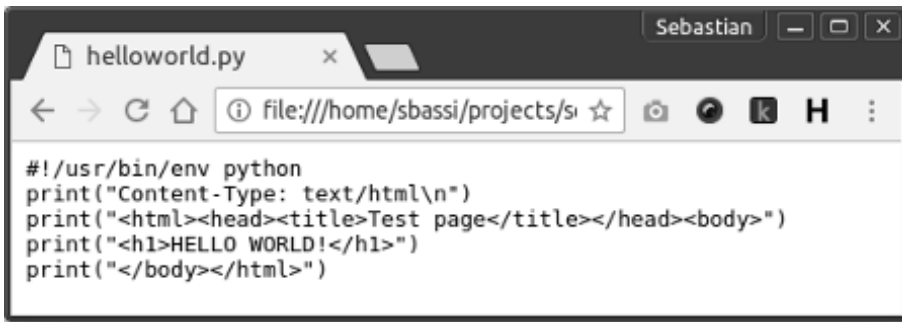 Sebastian
helloworld.py
file:///home/sbassi/projects/s
k H
#!/usr/bin/env python
print("Content-Type: text/html\n")
print("<html><head><title>Test page</title></head><body>")
print("<h1>HELLO WORLD!</h1>")
print("</body></html>")